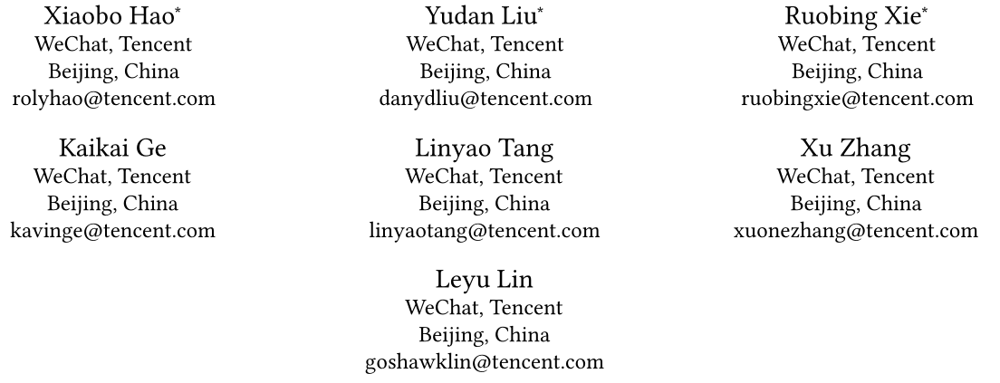 Xiaobo Hao*
WeChat, Tencent
Beijing, China
rolyhao@tencent.com
Yudan Liu*
WeChat, Tencent
Beijing, China
danydliu@tencent.com
Ruobing Xie*
WeChat, Tencent
Beijing, China
ruobingxie@tencent.com
Kaikai Ge
WeChat, Tencent
Beijing, China
kavinge@tencent.com
Linyao Tang
WeChat, Tencent
Beijing, China
linyaotang@tencent.com
Xu Zhang
WeChat, Tencent
Beijing, China
xuonezhang@tencent.com
Leyu Lin
WeChat, Tencent
Beijing, China
goshawklin@tencent.com